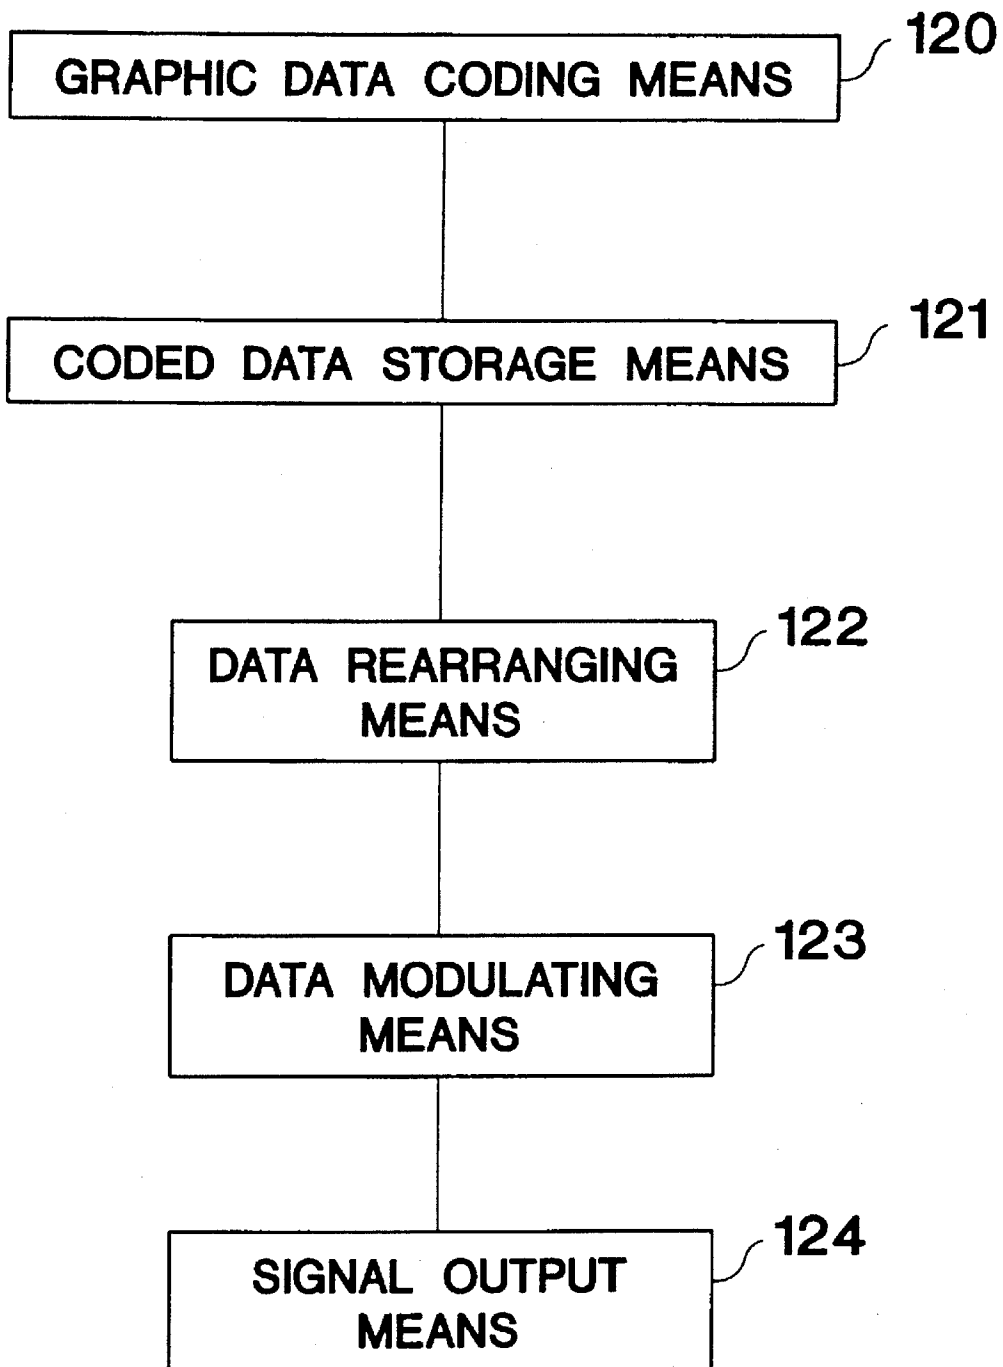 120
GRAPHIC DATA CODING MEANS
121
CODED DATA STORAGE MEANS
122
DATA REARRANGING
MEANS
123
DATA MODULATING
MEANS
124
SIGNAL OUTPUT
MEANS